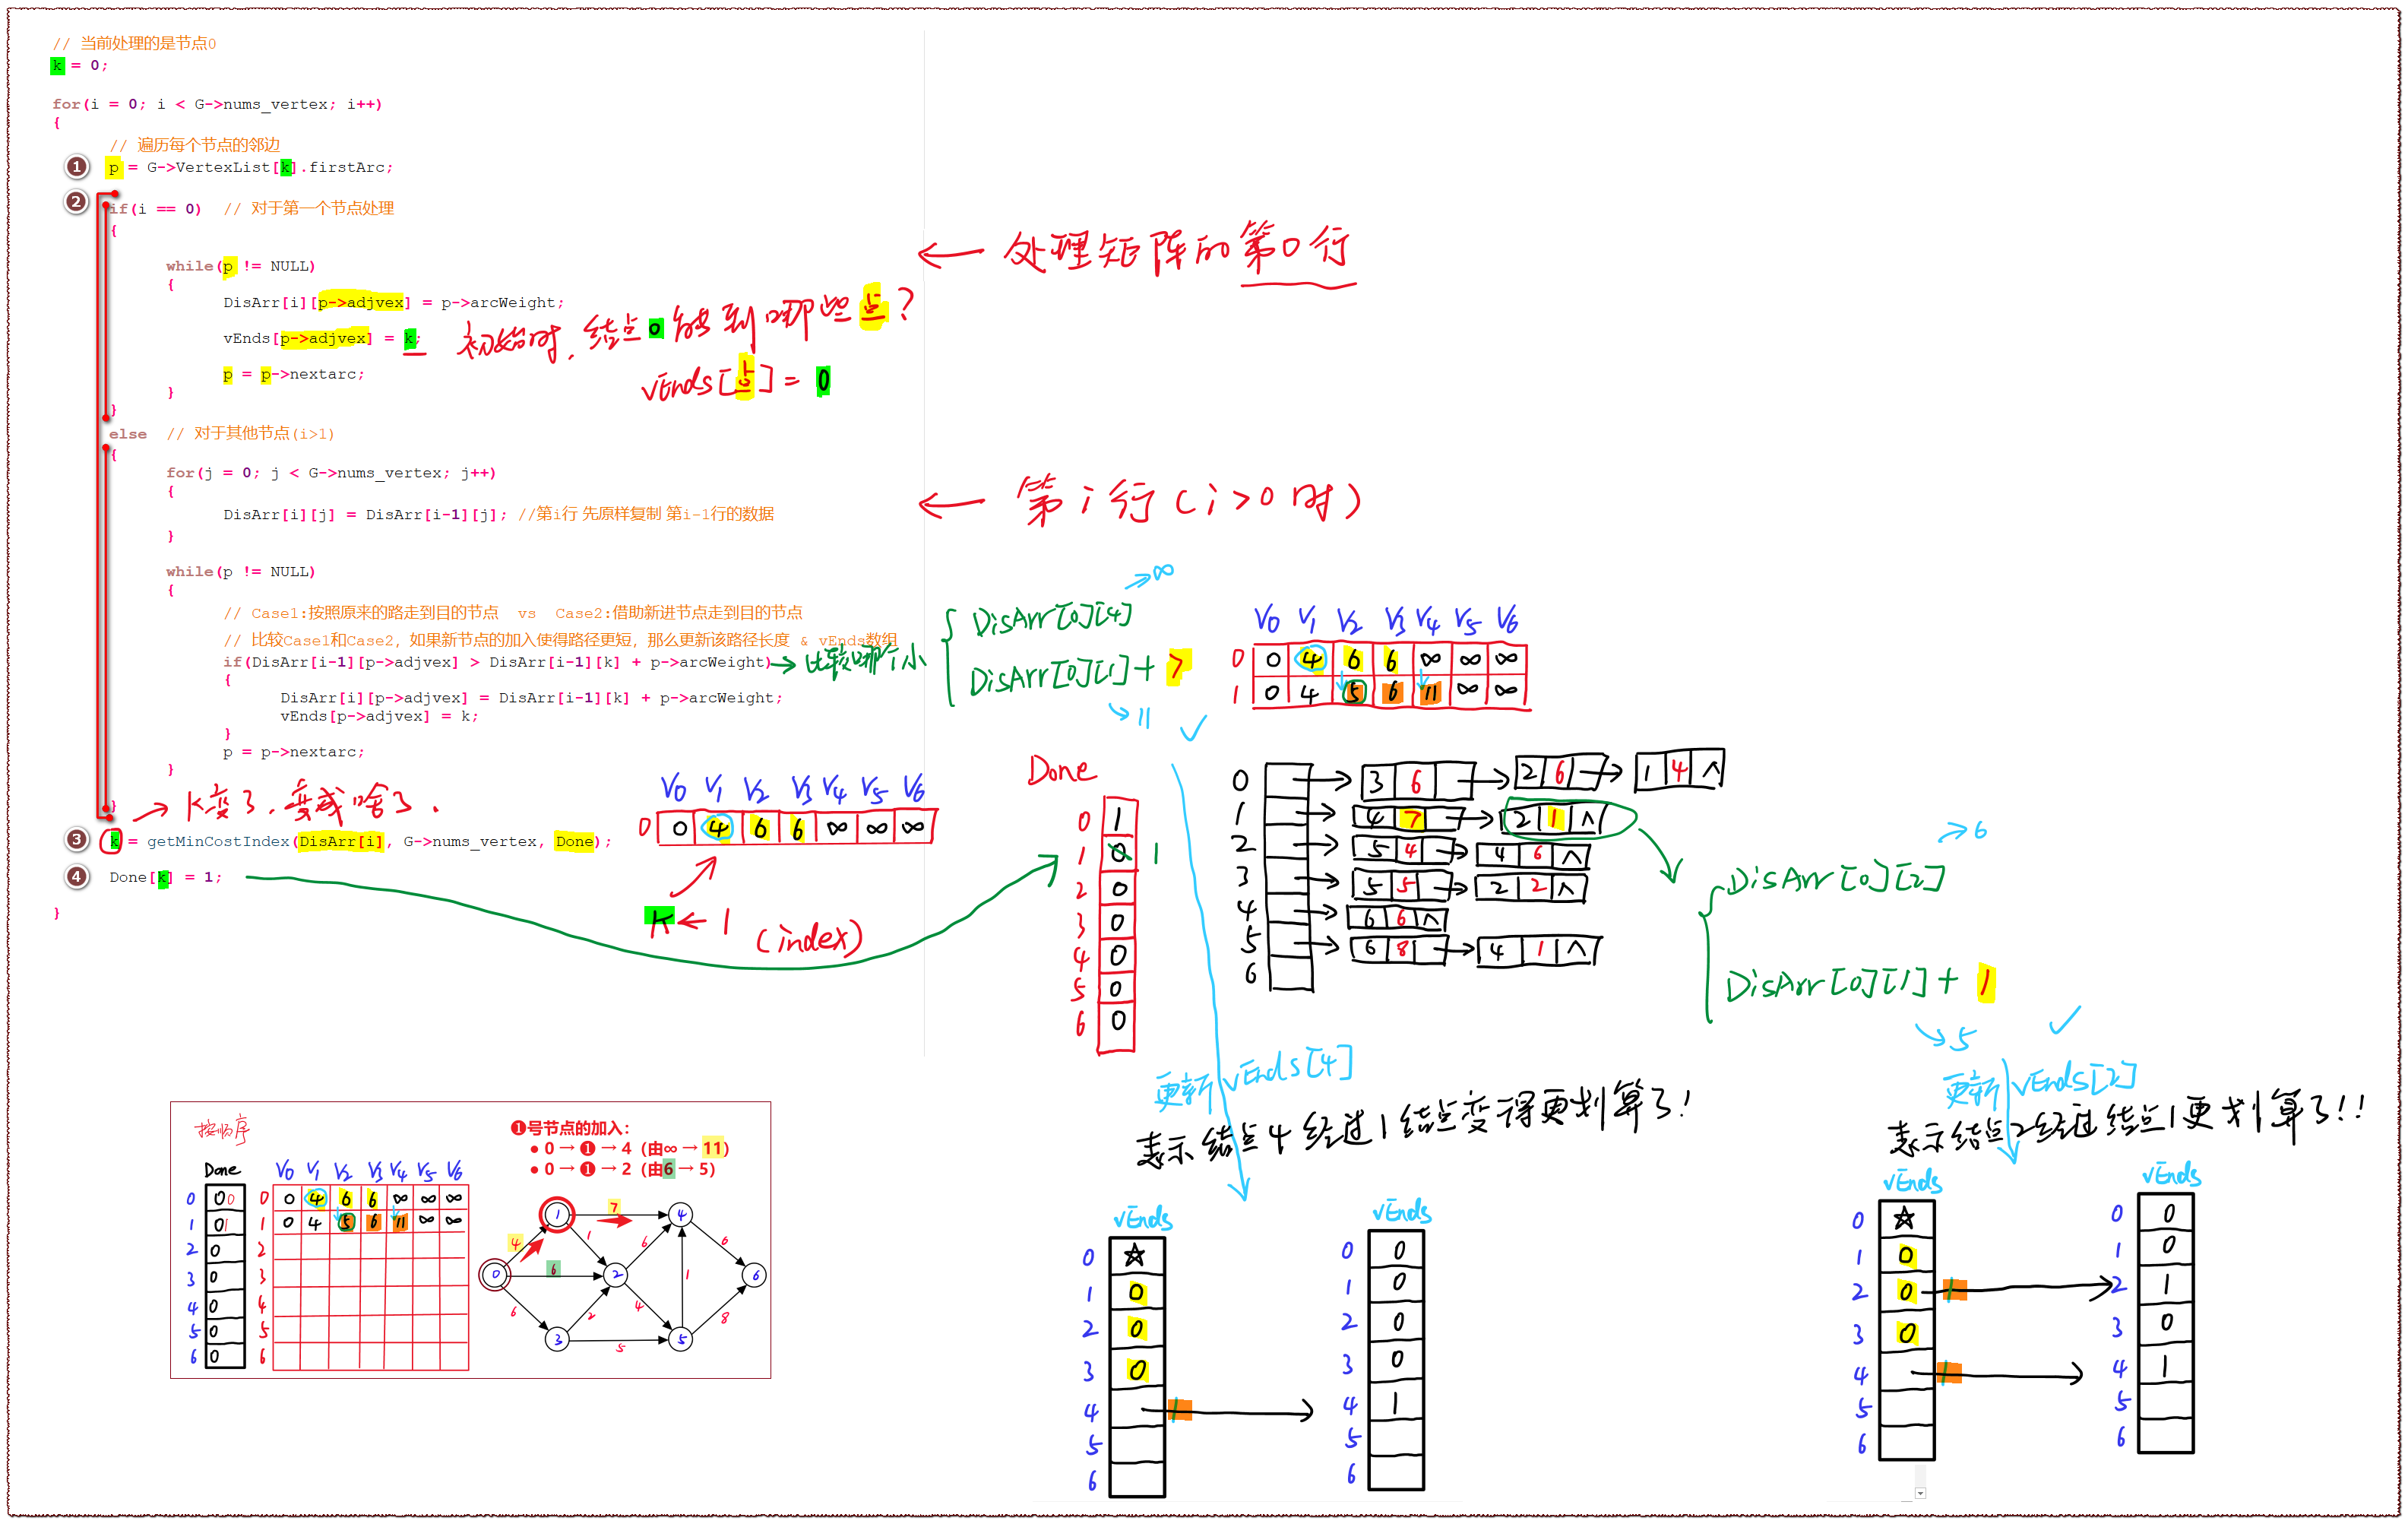 // 当前处理的是节点0
k = 0;
for(i = 0; i < G->nums_vertex; i++)
{
// 遍历每个节点的邻边
1 p = G->VertexList[k].firstArc;
2 if(i == 0) // 对于第一个节点处理
{
while(p != NULL)
{
DisArr[i][p->adjvex] = p->arcWeight;
vEnds[p->adjvex] = k;
p = p->nextarc;
}
}
else // 对于其他节点(i>1)
{
for(j = 0; j < G->nums_vertex; j++)
{
DisArr[i][j] = DisArr[i-1][j]; //第i行 先原样复制 第i-1行的数据
}
while(p != NULL)
{
// Case1:按照原来的路走到目的节点 vs Case2:借助新进节点走到目的节点
// 比较Case1和Case2, 如果新节点的加入使得路径更短, 那么更新该路径长度 & vEnds数组
if(DisArr[i-1][p->adjvex] > DisArr[i-1][k] + p->arcWeight)
{
DisArr[i][p->adjvex] = DisArr[i-1][k] + p->arcWeight;
vEnds[p->adjvex] = k;
}
p = p->nextarc;
}
}
3 k = getMinCostIndex(DisArr[i], G->nums_vertex, Done);
4 Done[k] = 1;
}
← 处理矩阵的第0行
初始时, 结点0能到哪些点?
vEnds[点] = 0
← 第i行(i>0时)
→ 比较哪个小
→∞
DisArr[0][4]
DisArr[0][1] + 7
→11
V0 V1 V2 V3 V4 V5 V6
0 0 4 6 6 ∞ ∞ ∞
1 0 4 5 6 11 ∞ ∞
→ k变了, 变成啥了.
V0 V1 V2 V3 V4 V5 V6
0 0 4 6 6 ∞ ∞ ∞
k ← 1
(index)
Done
0 1
1 0 1
2 0
3 0
4 0
5 0
6 0
0 → 3 6 → 2 6 → 1 4 ∧
1 → 4 7 → 2 1 ∧
2 → 5 4 → 4 6 ∧
3 → 5 5 → 2 2 ∧
4 → 6 6 ∧
5 → 6 8 → 4 1 ∧
6
→6
DisArr[0][2]
DisArr[0][1] + 1
→5
更新 vEnds[4]
表示结点4经过1结点变得更划算了!
更新 vEnds[2]
表示结点2经过结点1更划算了!!
vEnds
0 ☆
1 0
2 0
3 0
4 1
5
6
vEnds
0 0
1 0
2 0
3 0
4 1
5
6
vEnds
0 ☆
1 0
2 0 1
3 0
4 1
5
6
0 0
1 0
2 1
3 0
4 1
5
6
按顺序
Done
0 0 0
1 0 1
2 0
3 0
4 0
5 0
6 0
V0 V1 V2 V3 V4 V5 V6
0 0 4 6 6 ∞ ∞ ∞
1 0 4 5 6 11 ∞ ∞
2
3
4
5
6
❶号节点的加入：
• 0 → ❶ → 4 (由∞ → 11)
• 0 → ❶ → 2 (由6 → 5)
1 7 4
4 1 6 6
0 6 2 1 6
6 2 4 8
3 5 5